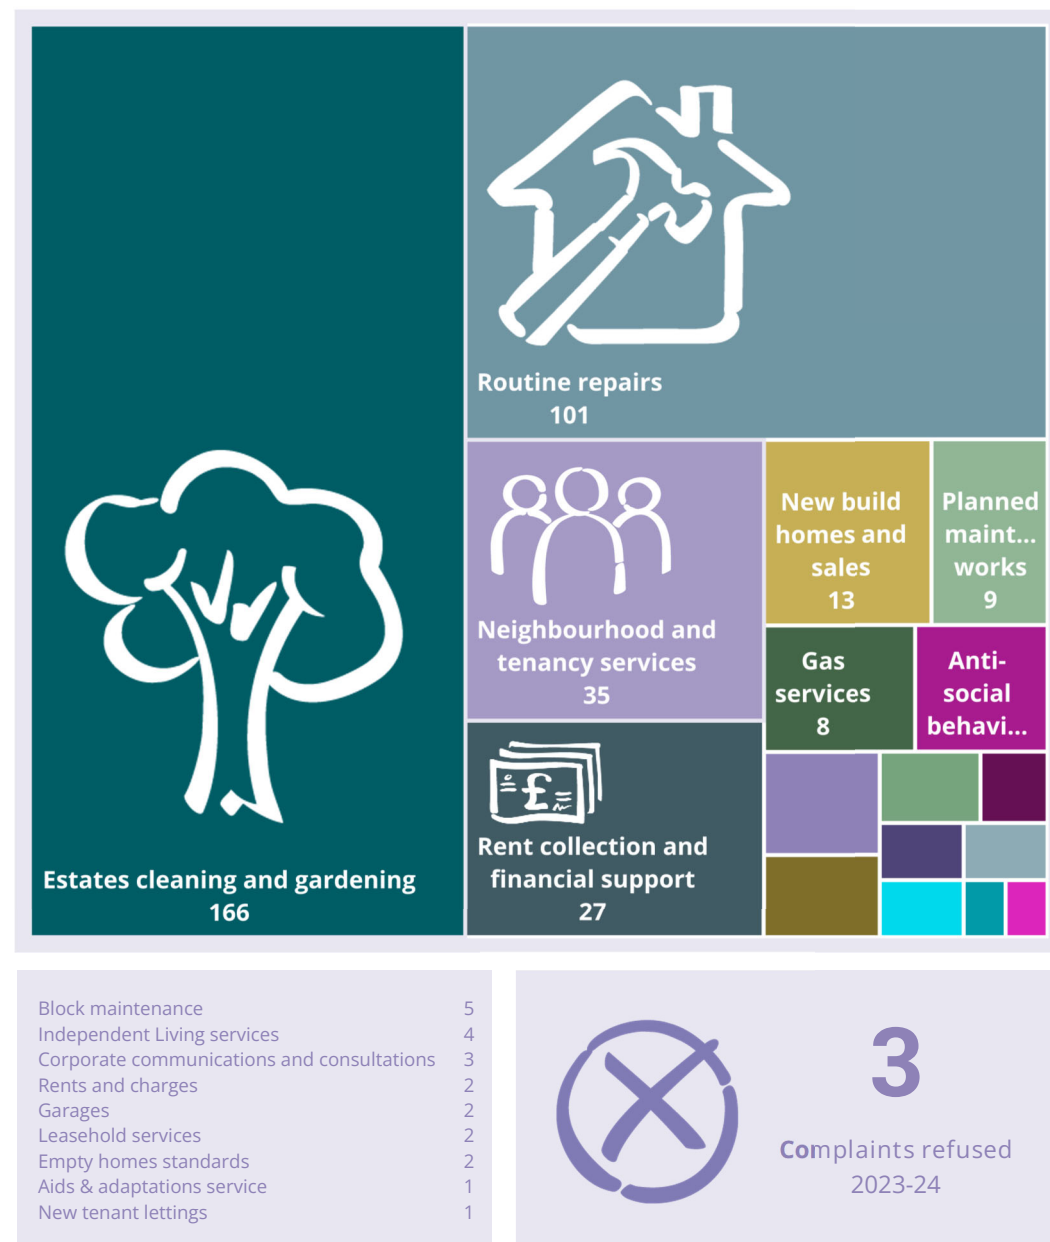 Routine repairs
101
New build
homes and
sales
13
Planned
maint...
works
9
Neighbourhood and
tenancy services
35
Gas
services
8
Anti-
social
behavi...
£
Rent collection and
financial support
27
Estates cleaning and gardening
166
Block maintenance 5
Independent Living services 4
Corporate communications and consultations 3
Rents and charges 2
Garages 2
Leasehold services 2
Empty homes standards 2
Aids & adaptations service 1
New tenant lettings 1
3
Complaints refused
2023-24